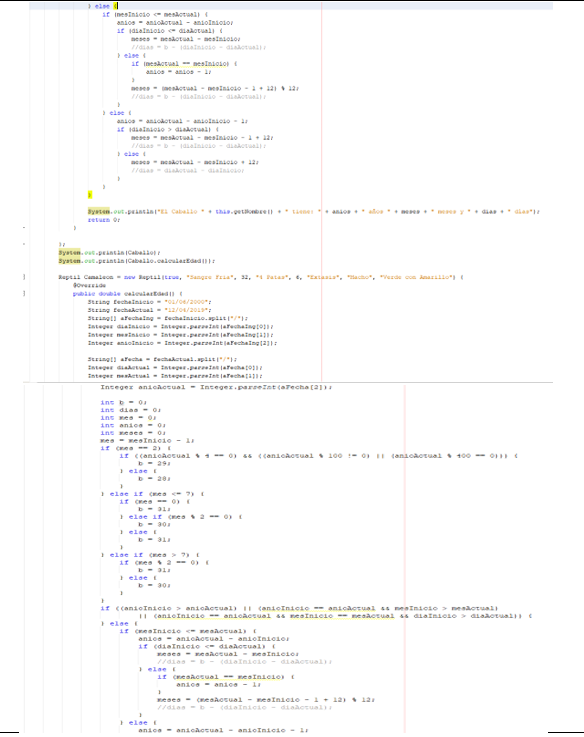 } else {
if (mesInicio <= mesActual) {
anios = anioActual - anioInicio;
if (diaInicio <= diaActual) {
meses = mesActual - mesInicio;
//dias = b - (diaInicio - diaActual);
} else {
if (mesActual == mesInicio) {
anios = anios - 1;
}
meses = (mesActual - mesInicio - 1 + 12) % 12;
//dias = b - (diaInicio - diaActual);
}
} else {
anios = anioActual - anioInicio - 1;
if (diaInicio > diaActual) {
meses = mesActual - mesInicio - 1 + 12;
//dias = b - (diaInicio - diaActual);
} else {
meses = mesActual - mesInicio + 12;
//dias = diaActual - diaInicio;
}
}
}
System.out.println("El Caballo " + this.getNombre() + " tiene: " + anios + " años " + meses + " meses y " + dias + " dias");
return 0;
}
};
System.out.println(Caballo);
System.out.println(Caballo.calcularEdad());
Reptil Camaleon = new Reptil(true, "Sangre Fria", 32, "4 Patas", 6, "Estasis", "Macho", "Verde con Amarillo") {
@Override
public double calcularEdad() {
String fechaInicio = "01/06/2000";
String fechaActual = "12/04/2019";
String[] aFechaIng = fechaInicio.split("/");
Integer diaInicio = Integer.parseInt(aFechaIng[0]);
Integer mesInicio = Integer.parseInt(aFechaIng[1]);
Integer anioInicio = Integer.parseInt(aFechaIng[2]);
String[] aFecha = fechaActual.split("/");
Integer diaActual = Integer.parseInt(aFecha[0]);
Integer mesActual = Integer.parseInt(aFecha[1]);
Integer anioActual = Integer.parseInt(aFecha[2]);
int b = 0;
int dias = 0;
int mes = 0;
int anios = 0;
int meses = 0;
mes = mesInicio - 1;
if (mes == 2) {
if ((anioActual % 4 == 0) && ((anioActual % 100 != 0) || (anioActual % 400 == 0))) {
b = 29;
} else {
b = 28;
}
} else if (mes <= 7) {
if (mes == 0) {
b = 31;
} else if (mes % 2 == 0) {
b = 30;
} else {
b = 31;
}
} else if (mes > 7) {
if (mes % 2 == 0) {
b = 31;
} else {
b = 30;
}
}
if ((anioInicio > anioActual) || (anioInicio == anioActual && mesInicio > mesActual)
|| (anioInicio == anioActual && mesInicio == mesActual && diaInicio > diaActual)) {
} else {
if (mesInicio <= mesActual) {
anios = anioActual - anioInicio;
if (diaInicio <= diaActual) {
meses = mesActual - mesInicio;
//dias = b - (diaInicio - diaActual);
} else {
if (mesActual == mesInicio) {
anios = anios - 1;
}
meses = (mesActual - mesInicio - 1 + 12) % 12;
//dias = b - (diaInicio - diaActual);
}
} else {
anios = anioActual - anioInicio - 1;